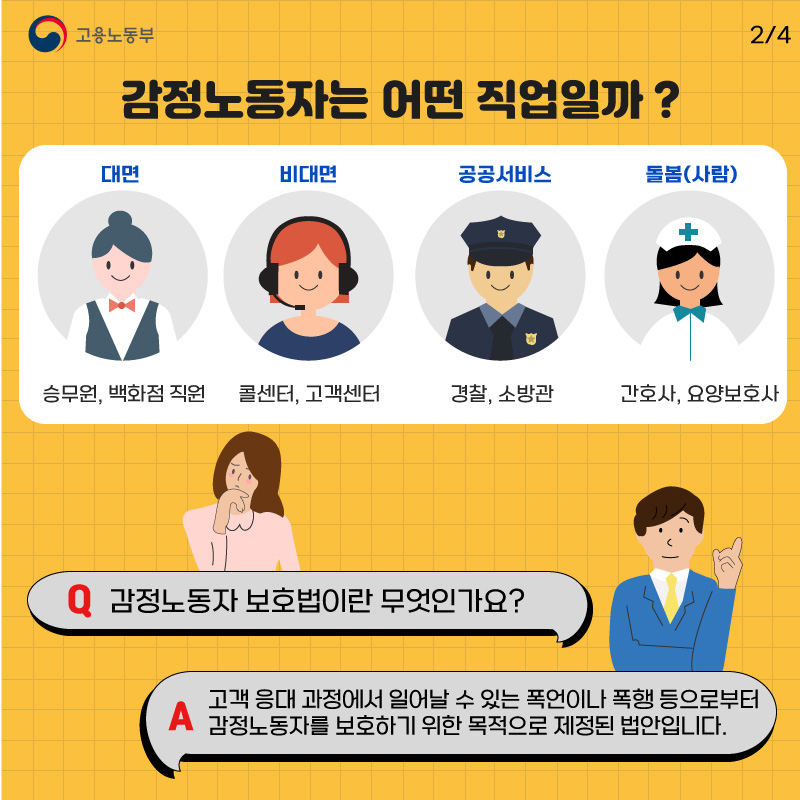 고용노동부
2/4
감정노동자는 어떤 직업일까 ?
대면
비대면
공공서비스
돌봄(사람)
승무원, 백화점 직원
콜센터, 고객센터
경찰, 소방관
간호사, 요양보호사
Q 감정노동자 보호법이란 무엇인가요?
A 고객 응대 과정에서 일어날 수 있는 폭언이나 폭행 등으로부터
감정노동자를 보호하기 위한 목적으로 제정된 법안입니다.